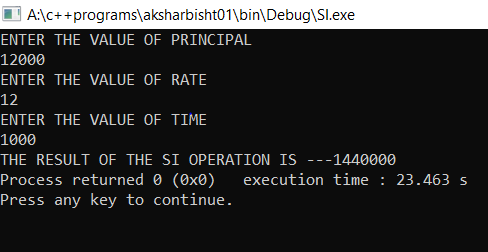 A:\c++programs\aksharbisht01\bin\Debug\SI.exe
ENTER THE VALUE OF PRINCIPAL
12000
ENTER THE VALUE OF RATE
12
ENTER THE VALUE OF TIME
1000
THE RESULT OF THE SI OPERATION IS ---1440000
Process returned 0 (0x0)   execution time : 23.463 s
Press any key to continue.